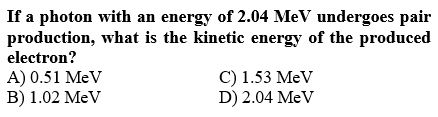 If a photon with an energy of 2.04 MeV undergoes pair
production, what is the kinetic energy of the produced
electron?
A) 0.51 MeV C) 1.53 MeV
B) 1.02 MeV D) 2.04 MeV